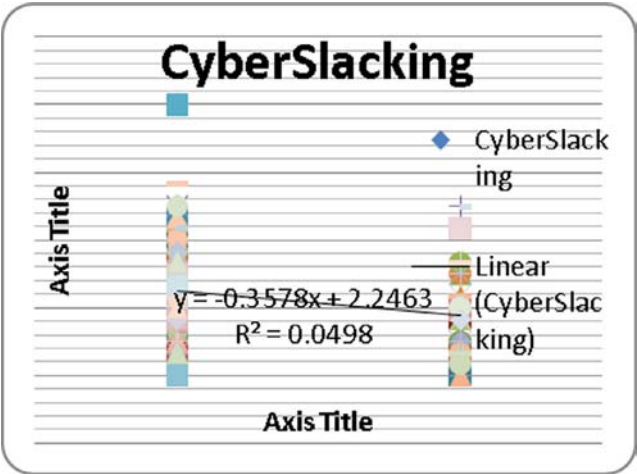 CyberSlacking
CyberSlack
ing
Axis Title
Linear
(CyberSlac
king)
y = -0.3578x + 2.2463
R² = 0.0498
Axis Title